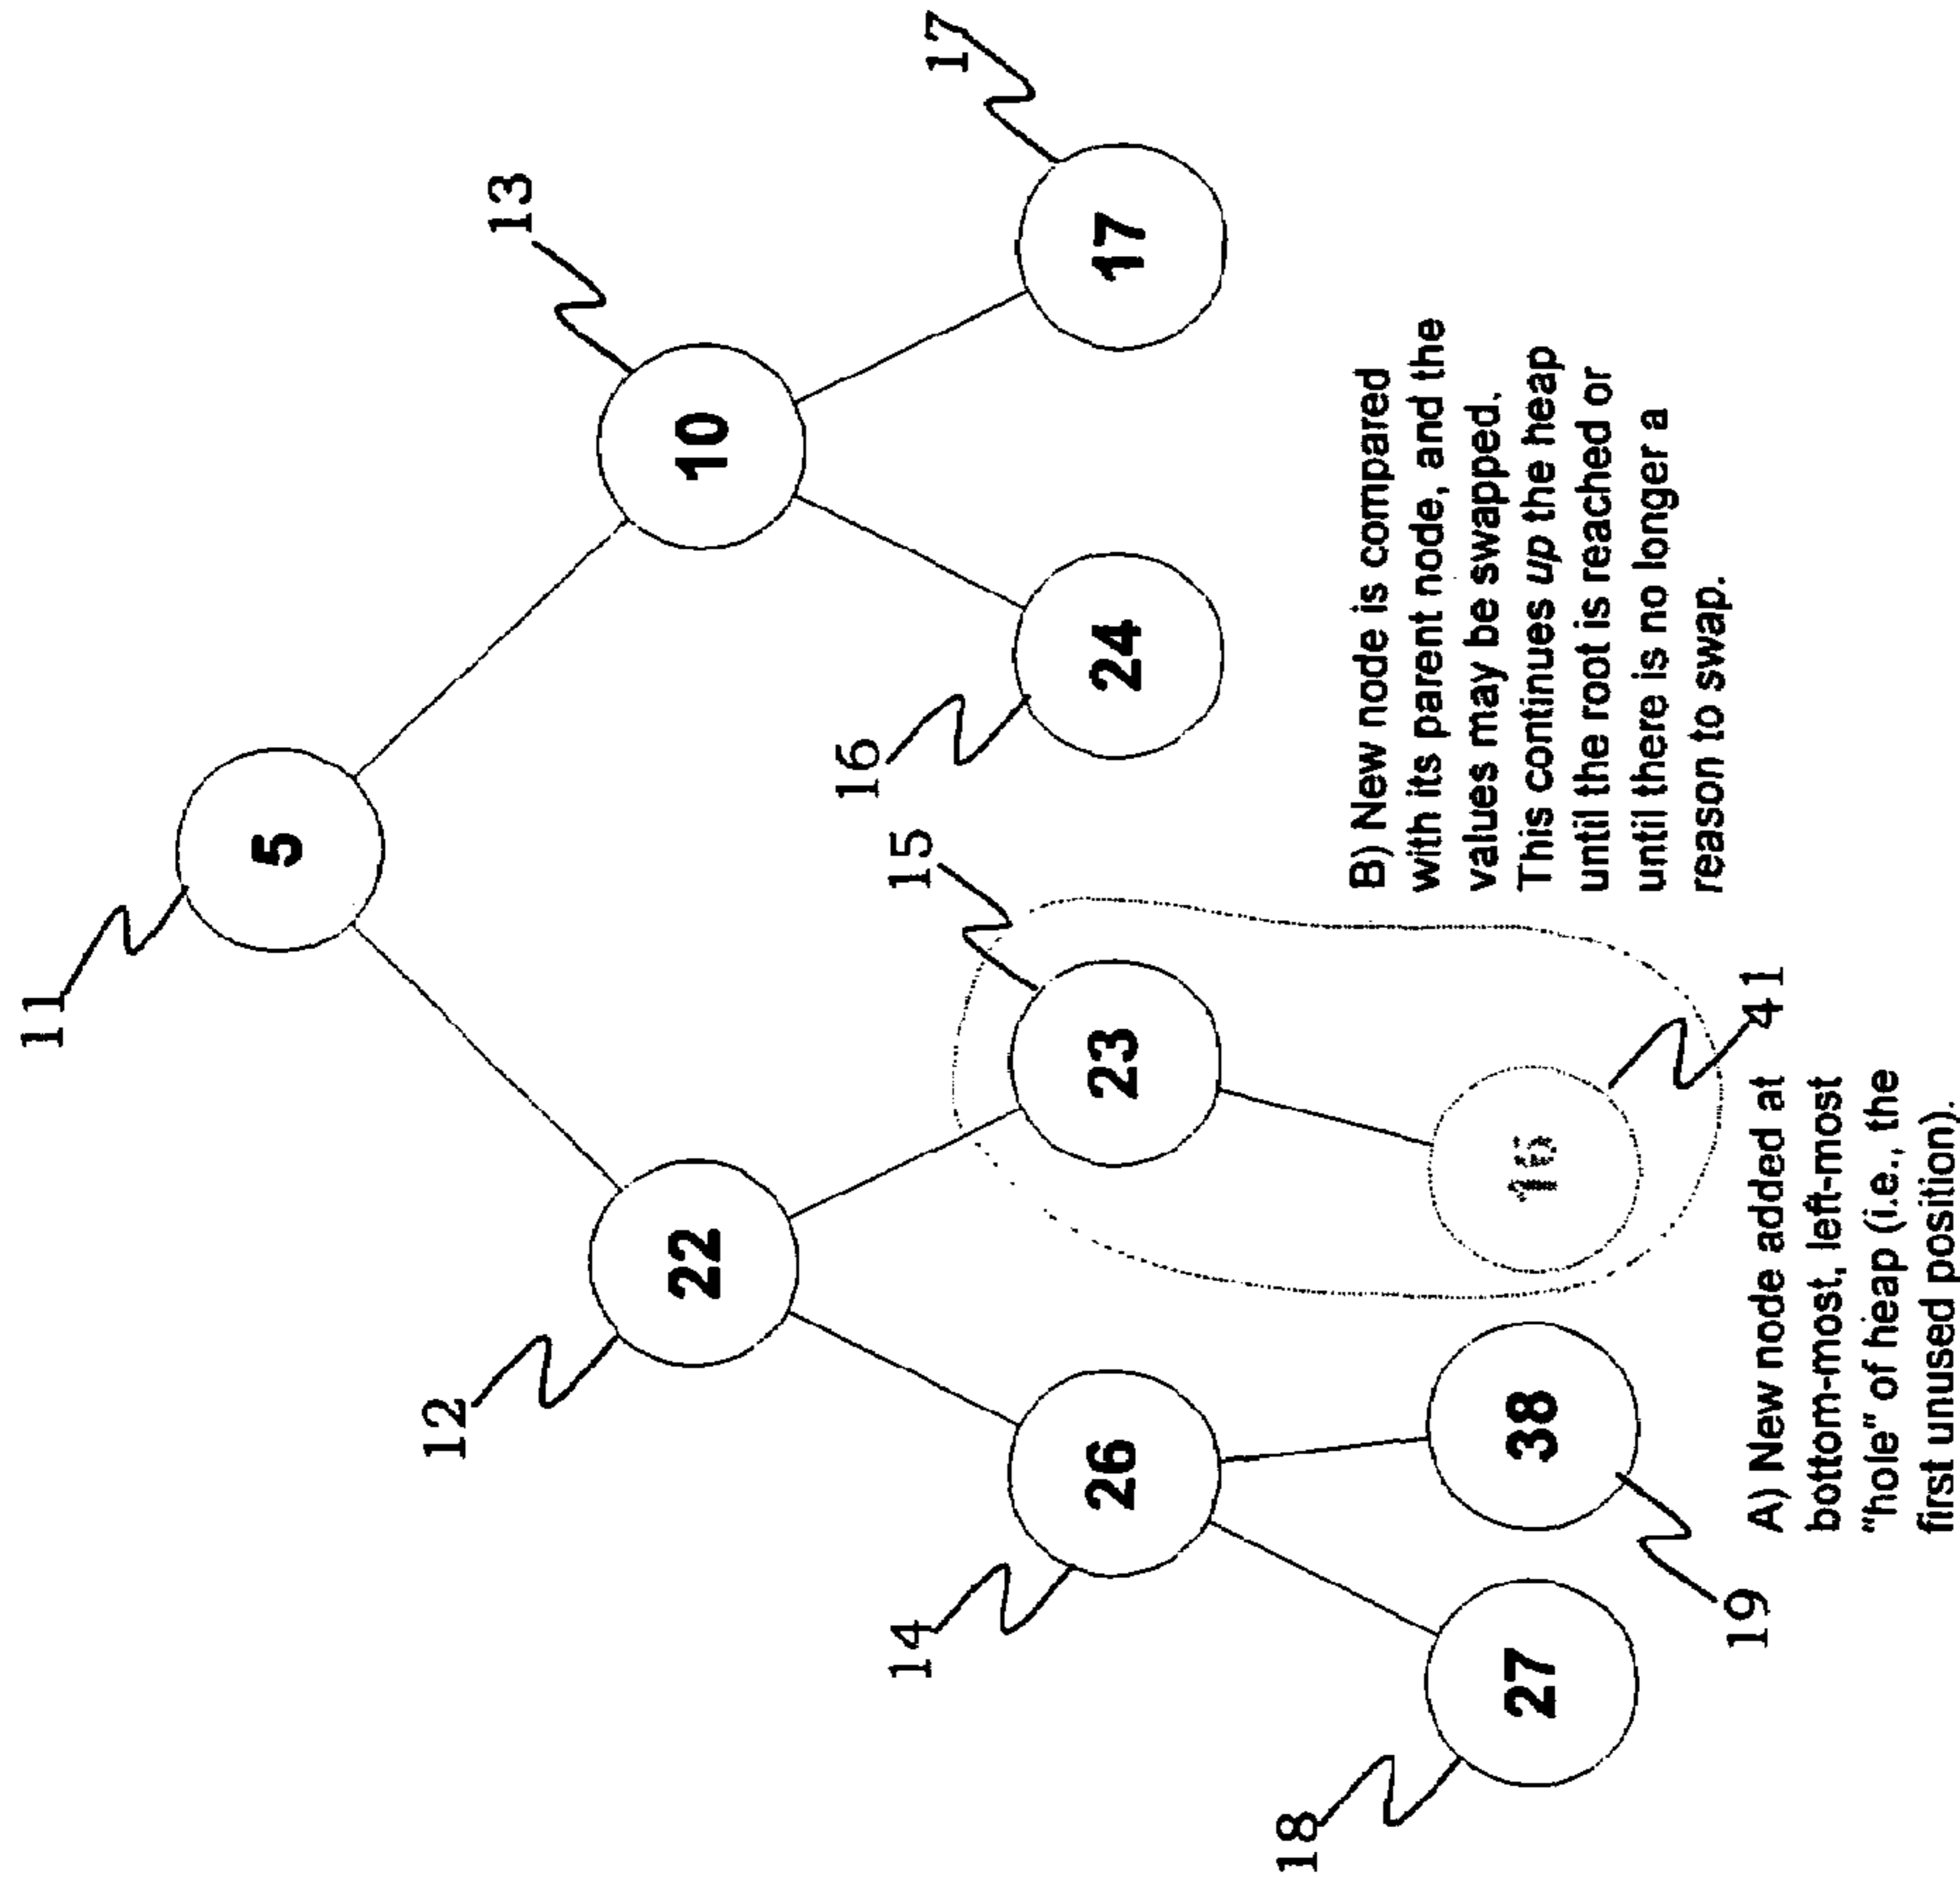 11
5
13
10
12
22
17
17
16
24
15
23
14
26
18
27
38
19
41
A) New node added at
bottom-most, left-most
"hole" of heap (i.e., the
first unused position).
B) New node is compared
with its parent node, and the
values may be swapped.
This continues up the heap
until the root is reached or
until there is no longer a
reason to swap.